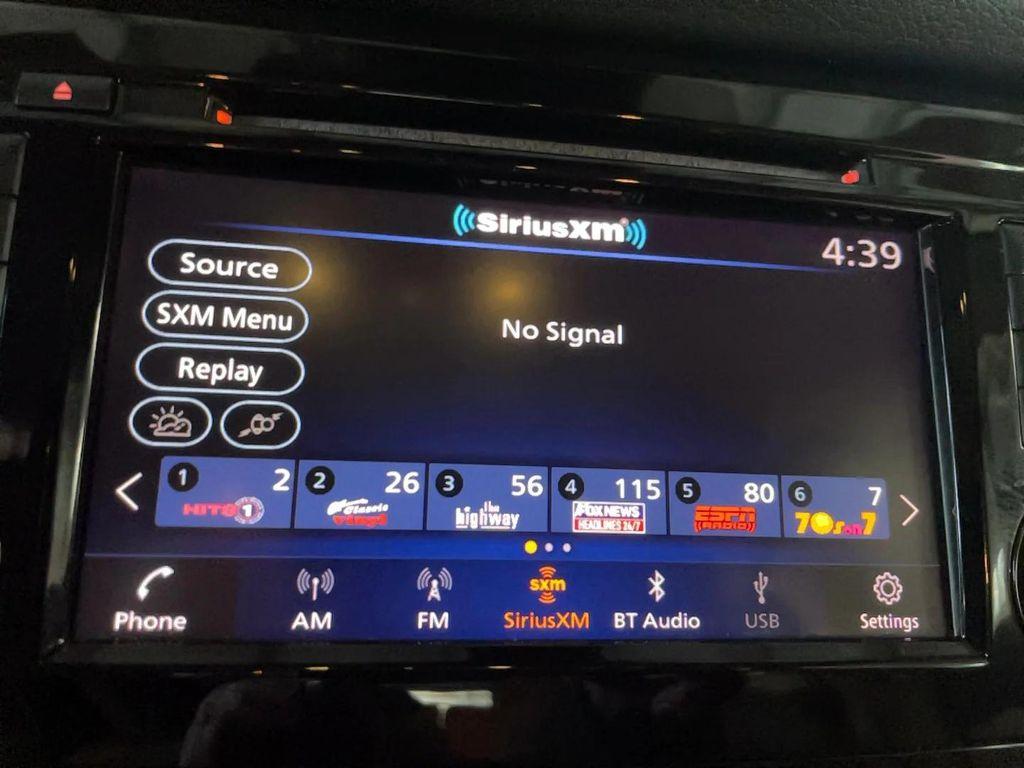 SiriusXM
4:39
Source
SXM Menu
No Signal
Replay
1 2 2 26 3 56 4 115 5 80 6 7
HITS 1
Classic Vinyl
the highway
FOX NEWS
HEADLINES 24/7
ESPN
RADIO
70s on 7
sxm
Phone AM FM SiriusXM BT Audio USB Settings